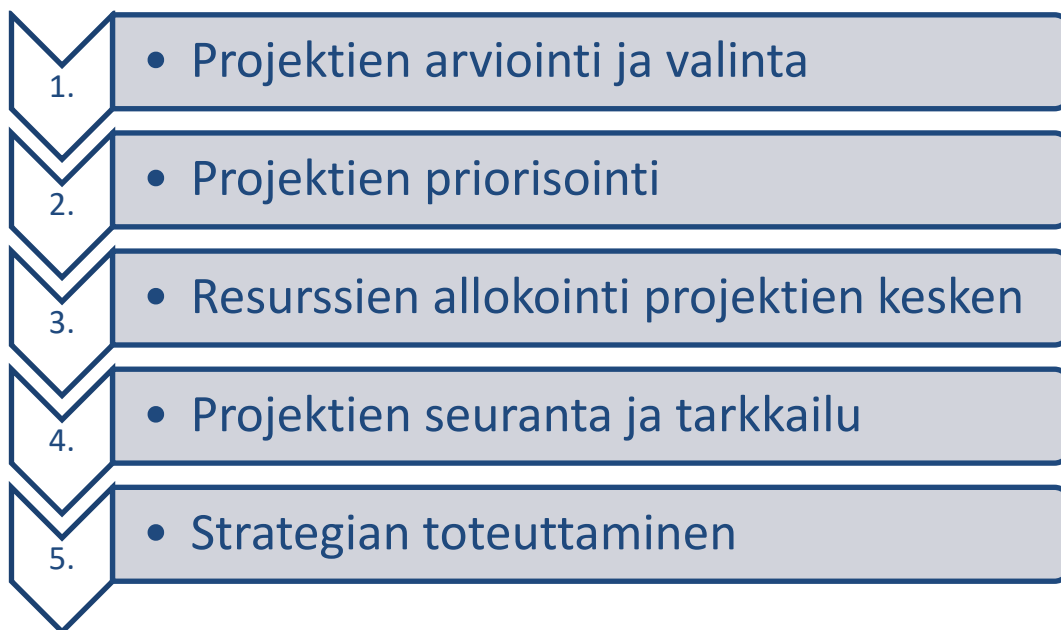 1. • Projektien arviointi ja valinta
2. • Projektien priorisointi
3. • Resurssien allokointi projektien kesken
4. • Projektien seuranta ja tarkkailu
5. • Strategian toteuttaminen